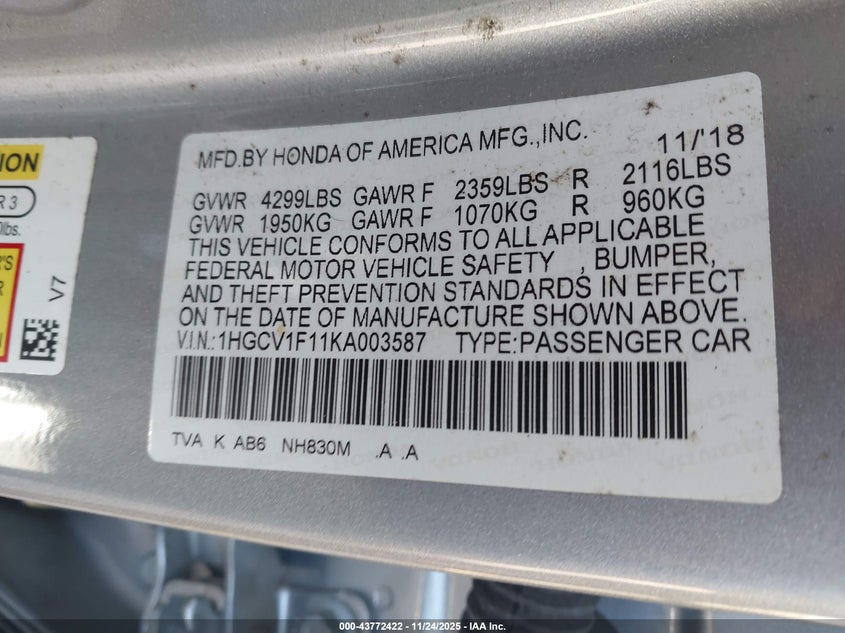 ION
R 3
0lbs.
R'S
R
N
V7
MFD.BY HONDA OF AMERICA MFG.,INC. 11/'18
GVWR 4299LBS GAWR F 2359LBS R 2116LBS
GVWR 1950KG GAWR F 1070KG R 960KG
THIS VEHICLE CONFORMS TO ALL APPLICABLE
FEDERAL MOTOR VEHICLE SAFETY , BUMPER,
AND THEFT PREVENTION STANDARDS IN EFFECT
ON THE DATE OF MANUFACTURE SHOWN ABOVE.
V.I.N.:1HGCV1F11KA003587 TYPE:PASSENGER CAR
TVA K AB6 NH830M .A .A
000-43772422 - 11/24/2025 - IAA Inc.